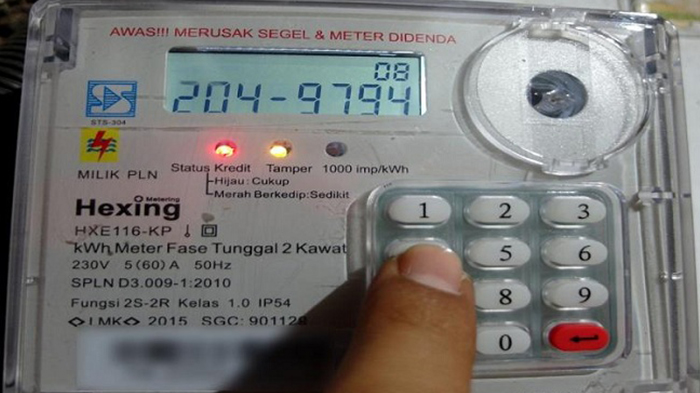 AWAS!!! MERUSAK SEGEL & METER DIDENDA
08
204-9794
STS-304
MILIK PLN
Status Kredit Tamper 1000 imp/kWh
Hijau: Cukup
Merah Berkedip:Sedikit
Metering
Hexing
HXE116-KP
kWh Meter Fase Tunggal 2 Kawat
230V 5(60)A 50Hz
SPLN D3.009-1:2010
Fungsi 2S-2R Kelas 1.0 IP54
LMK 2015 SGC: 901128
1 2 3
5 6
8 9
0